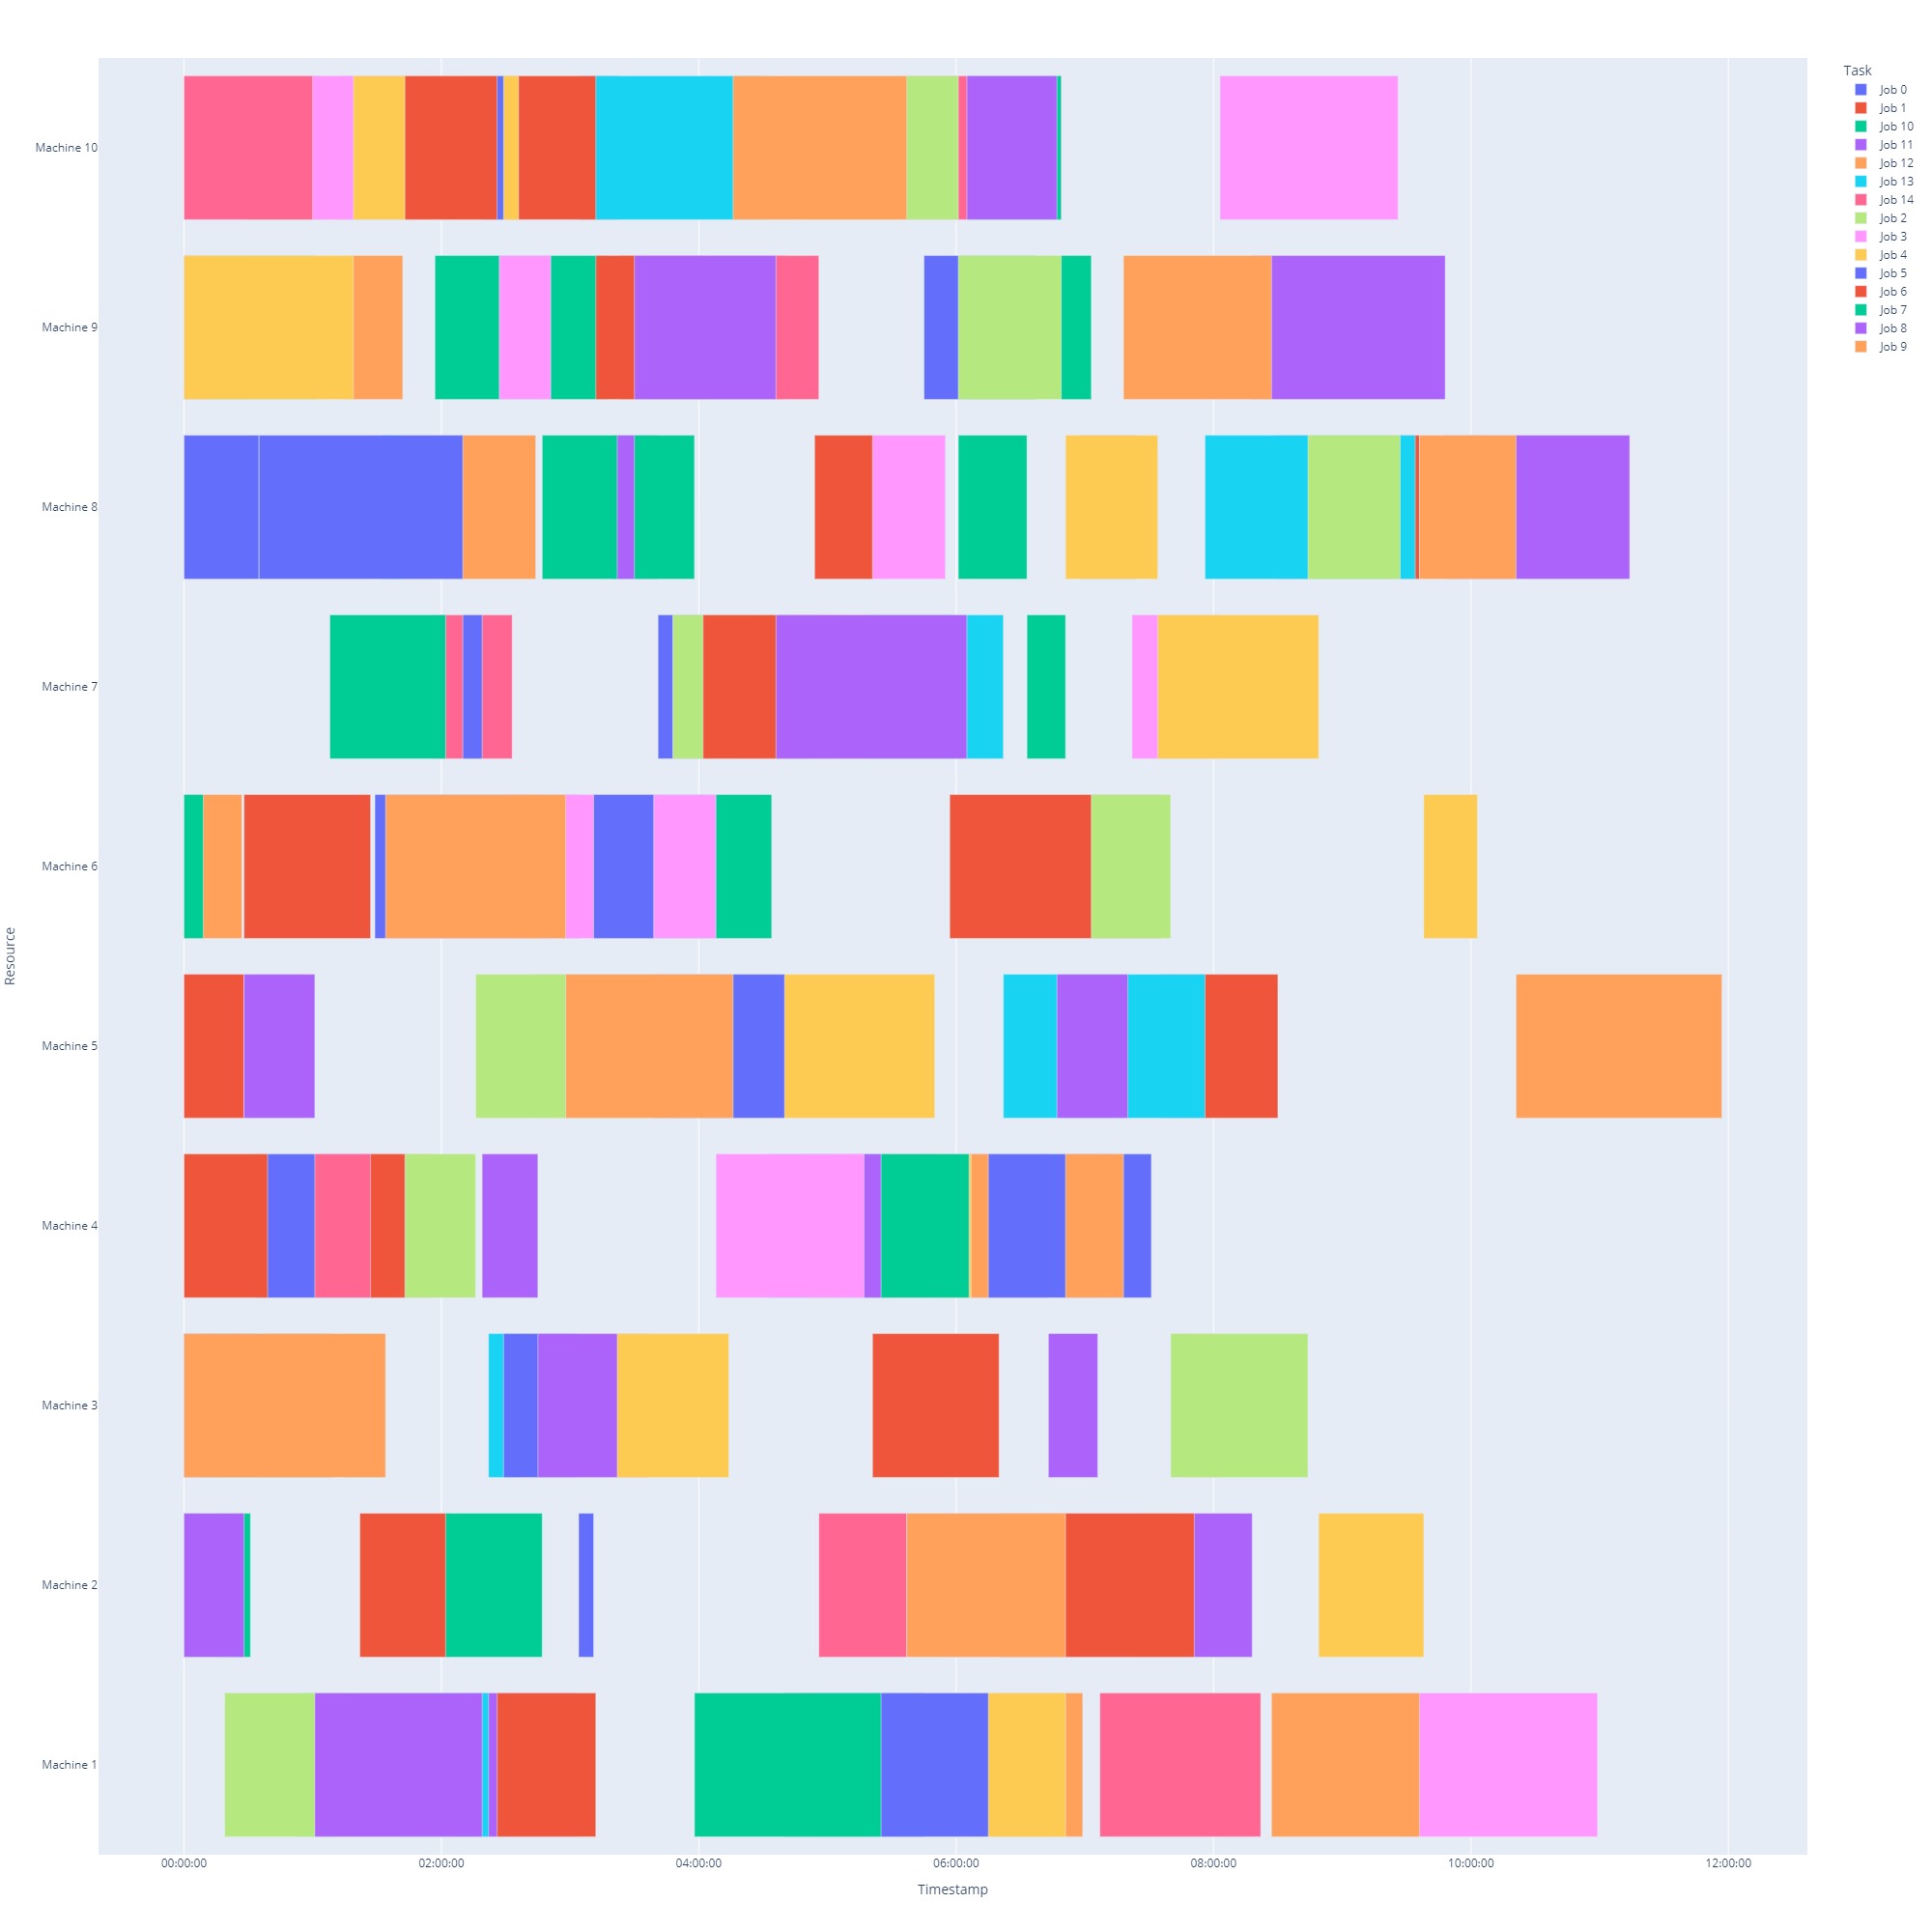 Task
Job 0
Job 1
Job 10
Job 11
Job 12
Job 13
Job 14
Job 2
Job 3
Job 4
Job 5
Job 6
Job 7
Job 8
Job 9
Machine 10
Machine 9
Machine 8
Machine 7
Machine 6
Machine 5
Machine 4
Machine 3
Machine 2
Machine 1
Resource
00:00:00 02:00:00 04:00:00 06:00:00 08:00:00 10:00:00 12:00:00
Timestamp